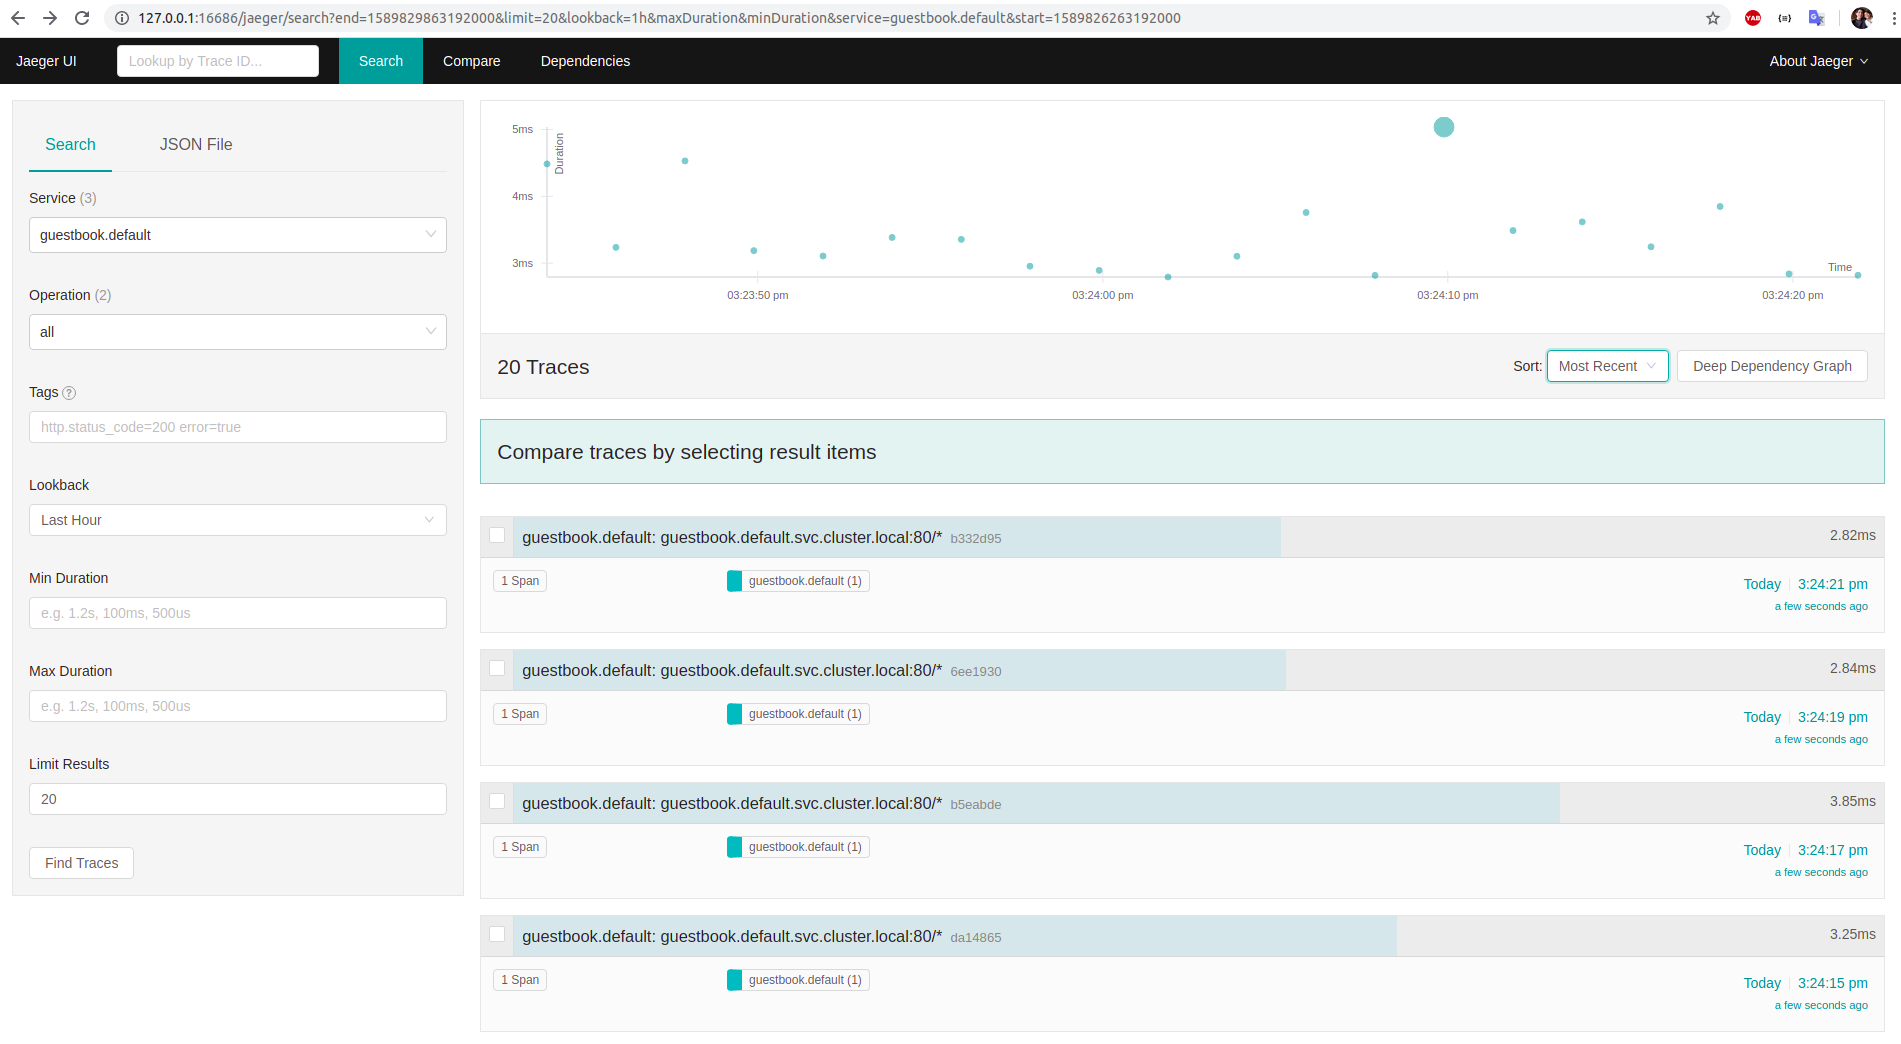 127.0.0.1:16686/jaeger/search?end=1589829863192000&limit=20&lookback=1h&maxDuration&minDuration&service=guestbook.default&start=1589826263192000
YAB
Jaeger UI
Lookup by Trace ID...
Search
Compare
Dependencies
About Jaeger
Search
JSON File
Service (3)
guestbook.default
Operation (2)
all
Tags ?
http.status_code=200 error=true
Lookback
Last Hour
Min Duration
e.g. 1.2s, 100ms, 500us
Max Duration
e.g. 1.2s, 100ms, 500us
Limit Results
20
Find Traces
5ms
Duration
4ms
3ms
Time
03:23:50 pm
03:24:00 pm
03:24:10 pm
03:24:20 pm
20 Traces
Sort: Most Recent
Deep Dependency Graph
Compare traces by selecting result items
guestbook.default: guestbook.default.svc.cluster.local:80/* b332d95
2.82ms
1 Span
guestbook.default (1)
Today 3:24:21 pm
a few seconds ago
guestbook.default: guestbook.default.svc.cluster.local:80/* 6ee1930
2.84ms
1 Span
guestbook.default (1)
Today 3:24:19 pm
a few seconds ago
guestbook.default: guestbook.default.svc.cluster.local:80/* b5eabde
3.85ms
1 Span
guestbook.default (1)
Today 3:24:17 pm
a few seconds ago
guestbook.default: guestbook.default.svc.cluster.local:80/* da14865
3.25ms
1 Span
guestbook.default (1)
Today 3:24:15 pm
a few seconds ago